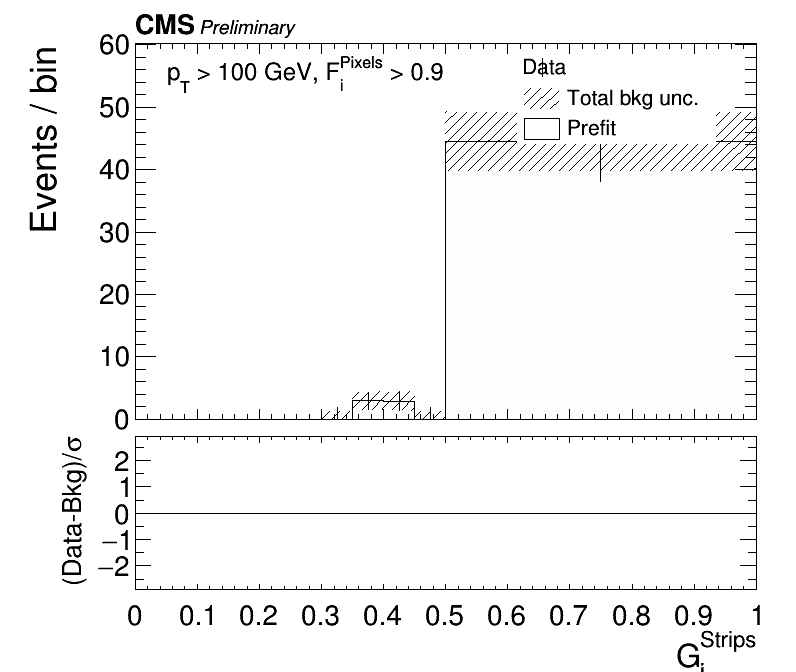 CMS Preliminary
p_T > 100 GeV, F_i^Pixels > 0.9
Data
Total bkg unc.
Prefit
Events / bin
60
50
40
30
20
10
0
(Data-Bkg)/σ
2
1
0
−1
−2
0 0.1 0.2 0.3 0.4 0.5 0.6 0.7 0.8 0.9 1
G_i^Strips